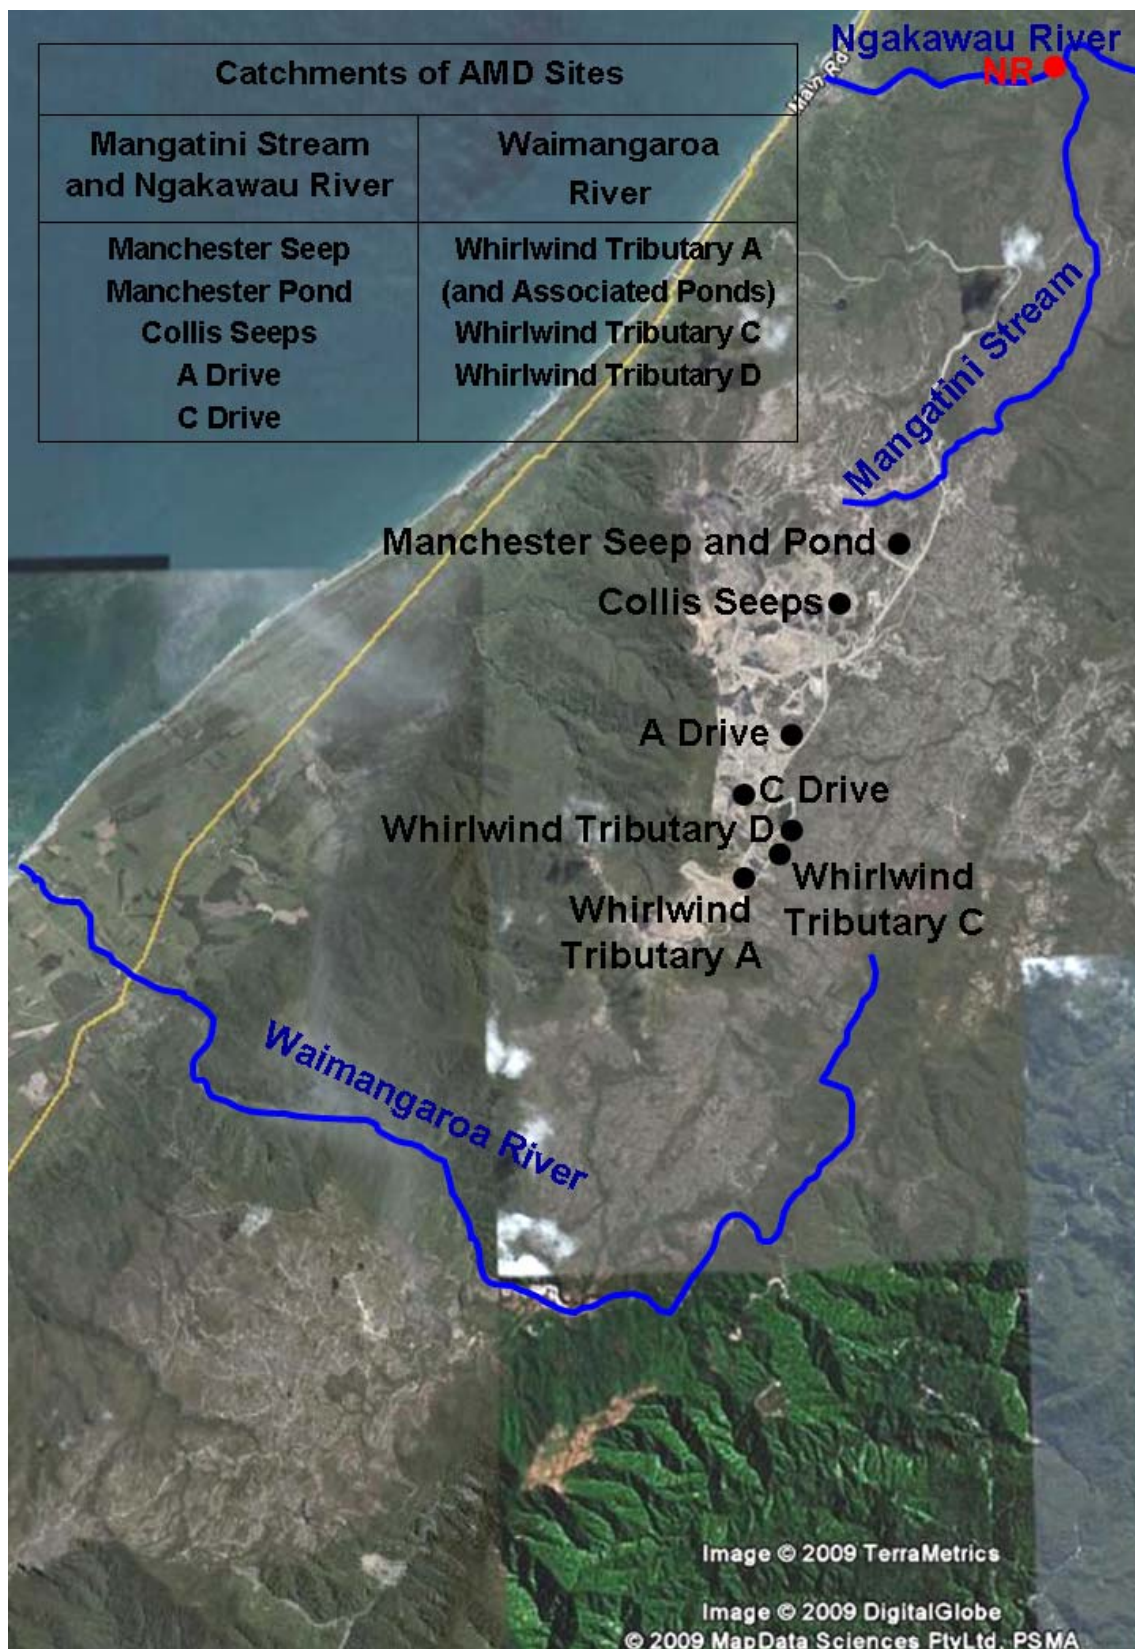 Ngakawau River
NR
Main Rd
Catchments of AMD Sites
Mangatini Stream
and Ngakawau River
Waimangaroa
River
Manchester Seep
Manchester Pond
Collis Seeps
A Drive
C Drive
Whirlwind Tributary A
(and Associated Ponds)
Whirlwind Tributary C
Whirlwind Tributary D
Mangatini Stream
Manchester Seep and Pond
Collis Seeps
A Drive
C Drive
Whirlwind Tributary D
Whirlwind
Tributary C
Whirlwind
Tributary A
Waimangaroa River
Image © 2009 TerraMetrics
Image © 2009 DigitalGlobe
© 2009 MapData Sciences PtyLtd, PSMA